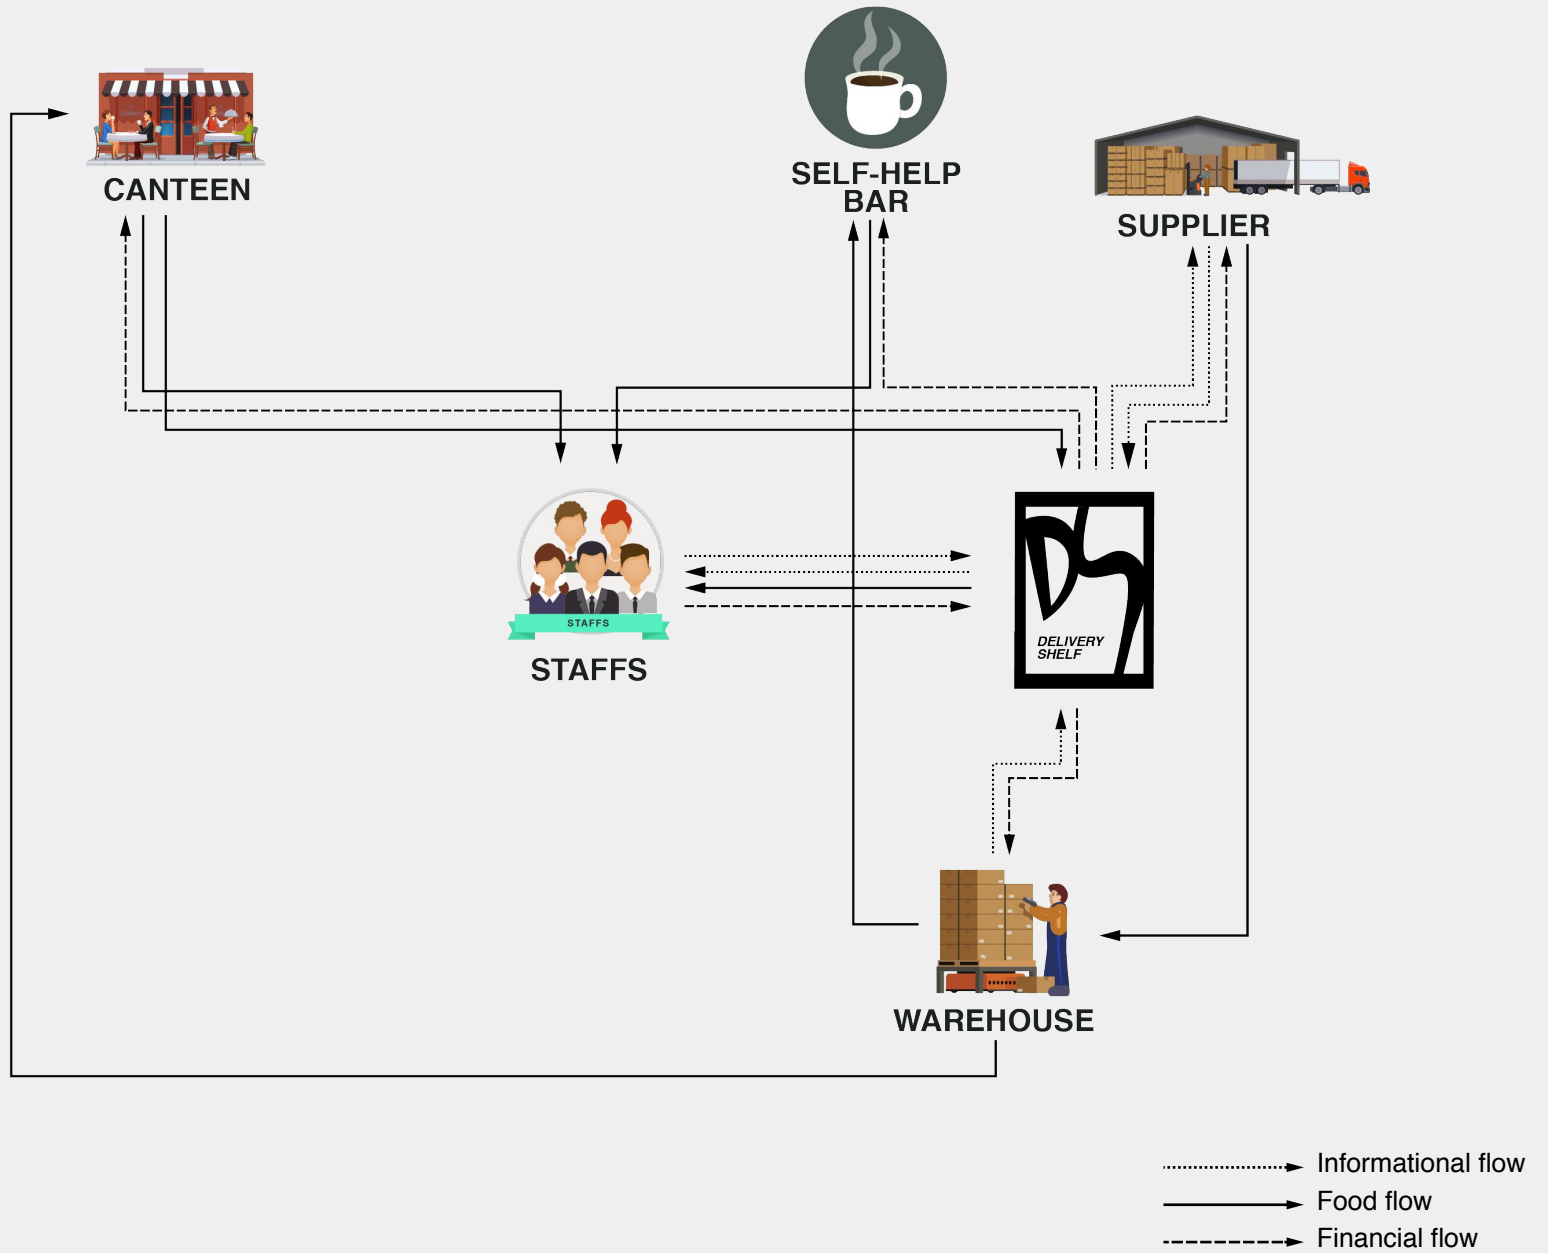 CANTEEN
SELF-HELP
BAR
SUPPLIER
STAFFS
STAFFS
DELIVERY
SHELF
WAREHOUSE
Informational flow
Food flow
Financial flow